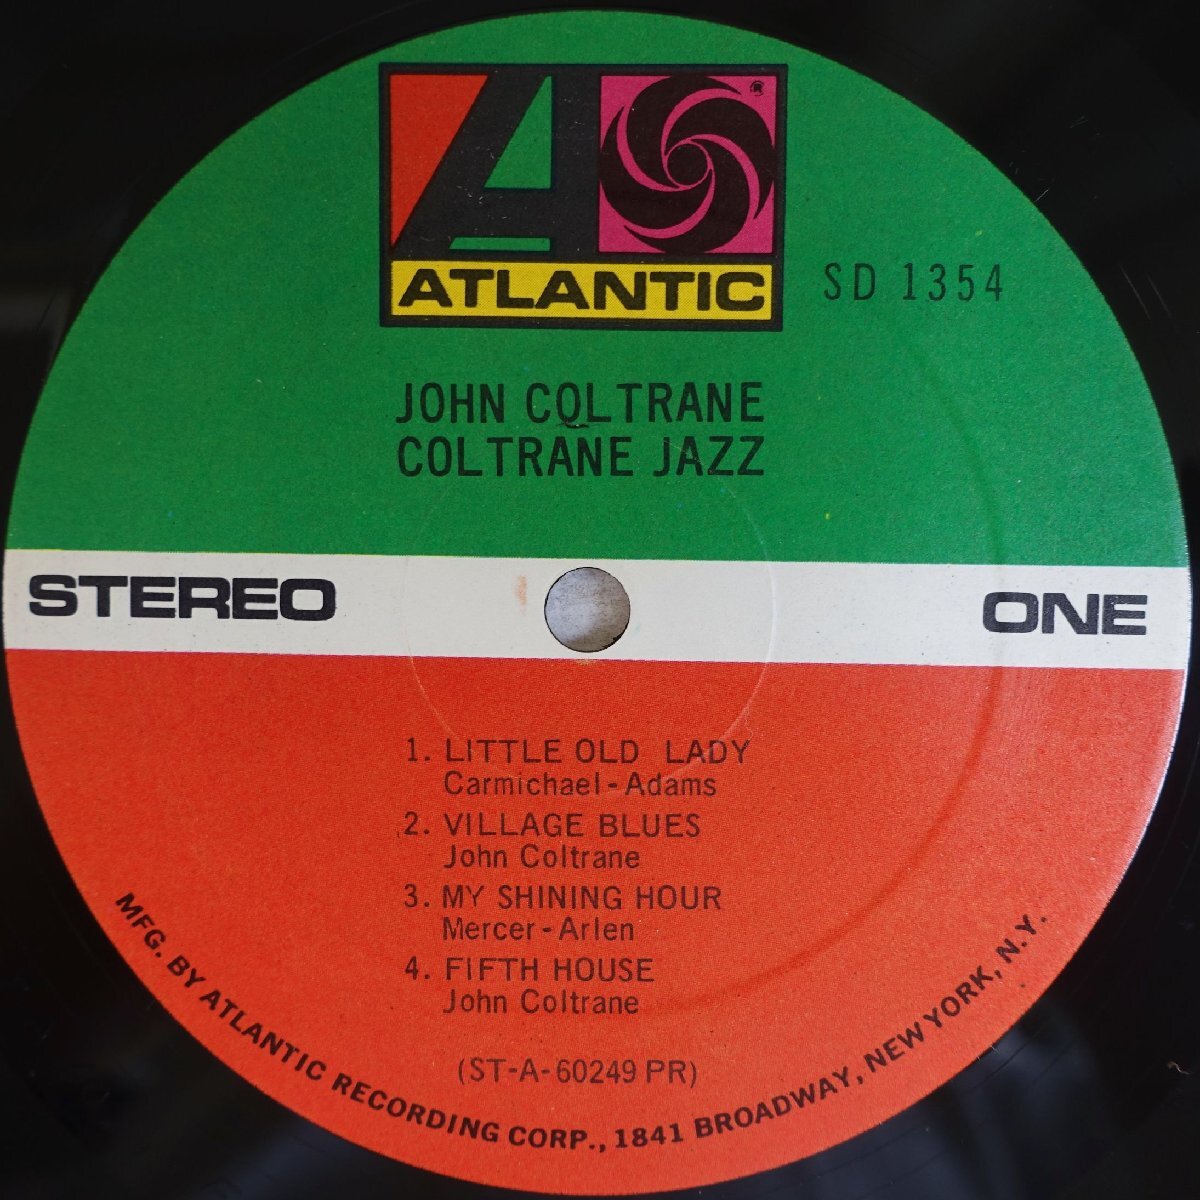 A
ATLANTIC
®
SD 1354
JOHN COLTRANE
COLTRANE JAZZ
STEREO
ONE
1. LITTLE OLD LADY
Carmichael-Adams
2. VILLAGE BLUES
John Coltrane
3. MY SHINING HOUR
Mercer-Arlen
4. FIFTH HOUSE
John Coltrane
(ST-A-60249 PR)
MFG. BY ATLANTIC RECORDING CORP., 1841 BROADWAY, NEW YORK, N.Y.